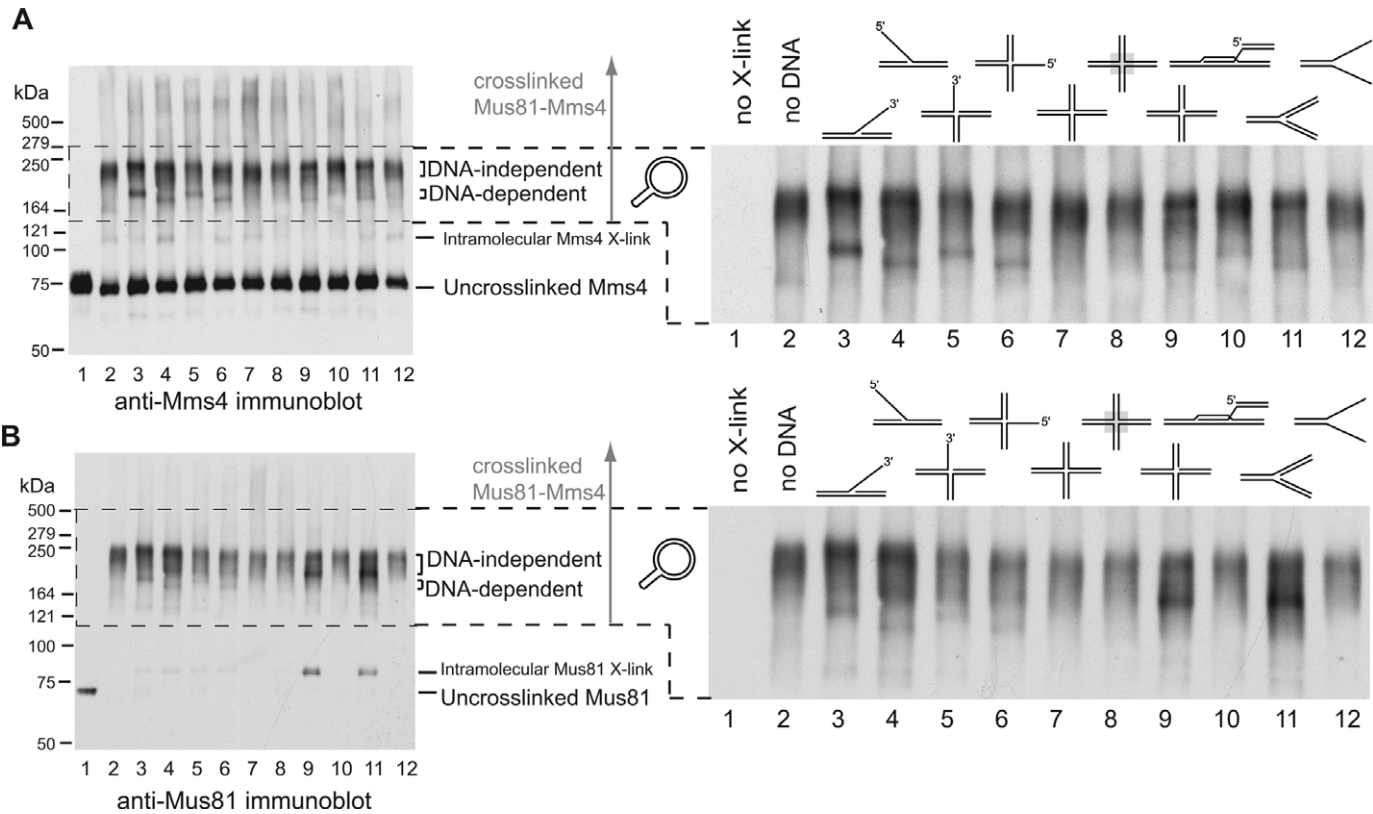 A
kDa
500
279
250
164
121
100
75
50
1 2 3 4 5 6 7 8 9 10 11 12
anti-Mms4 immunoblot
crosslinked
Mus81-Mms4
DNA-independent
DNA-dependent
Intramolecular Mms4 X-link
Uncrosslinked Mms4
no X-link
no DNA
5'
3'
3'
5'
5'
1 2 3 4 5 6 7 8 9 10 11 12
B
kDa
500
279
250
164
121
100
75
50
1 2 3 4 5 6 7 8 9 10 11 12
anti-Mus81 immunoblot
crosslinked
Mus81-Mms4
DNA-independent
DNA-dependent
Intramolecular Mus81 X-link
Uncrosslinked Mus81
no X-link
no DNA
5'
3'
3'
5'
5'
1 2 3 4 5 6 7 8 9 10 11 12